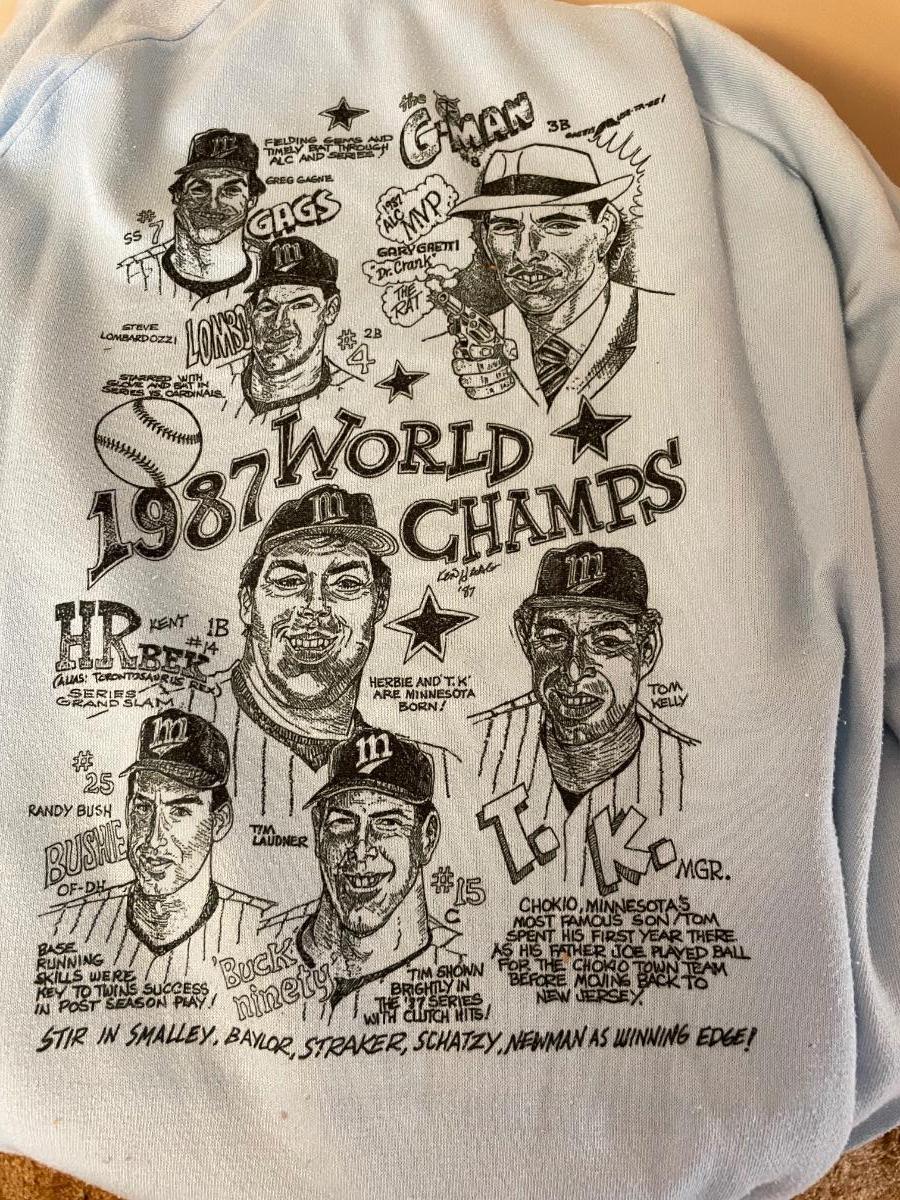 the
G-MAN
#8
3B
FIELDING GEMS AND
TIMELY BAT THROUGH
ALC AND SERIES!
GREG GAGNE
GAGS
#7
SS
m
1987
ALC
MVP
GARY GAETTI
"Dr. Crank"
THE
RAT
STEVE
LOMBARDOZZI
LOMBO
m
# 2B
4
STARRED WITH
GLOVE AND BAT IN
SERIES VS. CARDINALS.
1987 WORLD
CHAMPS
'87
m
HRBEK
KENT 1B
#14
(ALIAS: TORONTOSAURUS REX)
SERIES
GRAND SLAM
HERBIE AND 'T.K'
ARE MINNESOTA
BORN!
m
TOM
KELLY
T.K.
MGR.
CHOKIO, MINNESOTA'S
MOST FAMOUS SON/TOM
SPENT HIS FIRST YEAR THERE
AS HIS FATHER JOE PLAYED BALL
FOR THE CHOKIO TOWN TEAM
BEFORE MOVING BACK TO
NEW JERSEY.
m
#
25
RANDY BUSH
BUSHIE
OF-DH
BASE
RUNNING
SKILLS WERE
KEY TO TWINS SUCCESS
IN POST SEASON PLAY!
m
TIM
LAUDNER
#15
C
'Buck
ninety'
TIM SHOWN
BRIGHTLY IN
THE '87 SERIES
WITH CLUTCH HITS!
STIR IN SMALLEY, BAYLOR, STRAKER, SCHATZY, NEWMAN AS WINNING EDGE!